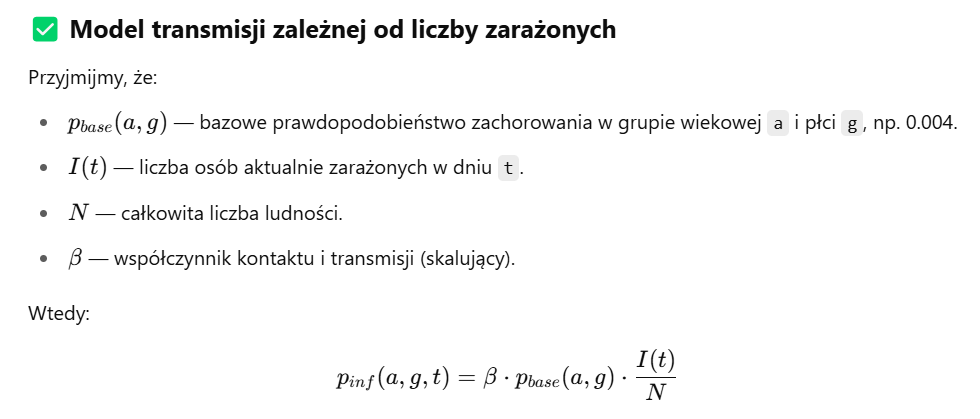 ✅ Model transmisji zależnej od liczby zarażonych
Przyjmijmy, że:
• p_base(a, g) — bazowe prawdopodobieństwo zachorowania w grupie wiekowej a i płci g, np. 0.004.
• I(t) — liczba osób aktualnie zarażonych w dniu t.
• N — całkowita liczba ludności.
• β — współczynnik kontaktu i transmisji (skalujący).
Wtedy:
p_inf(a, g, t) = β · p_base(a, g) · I(t)/N